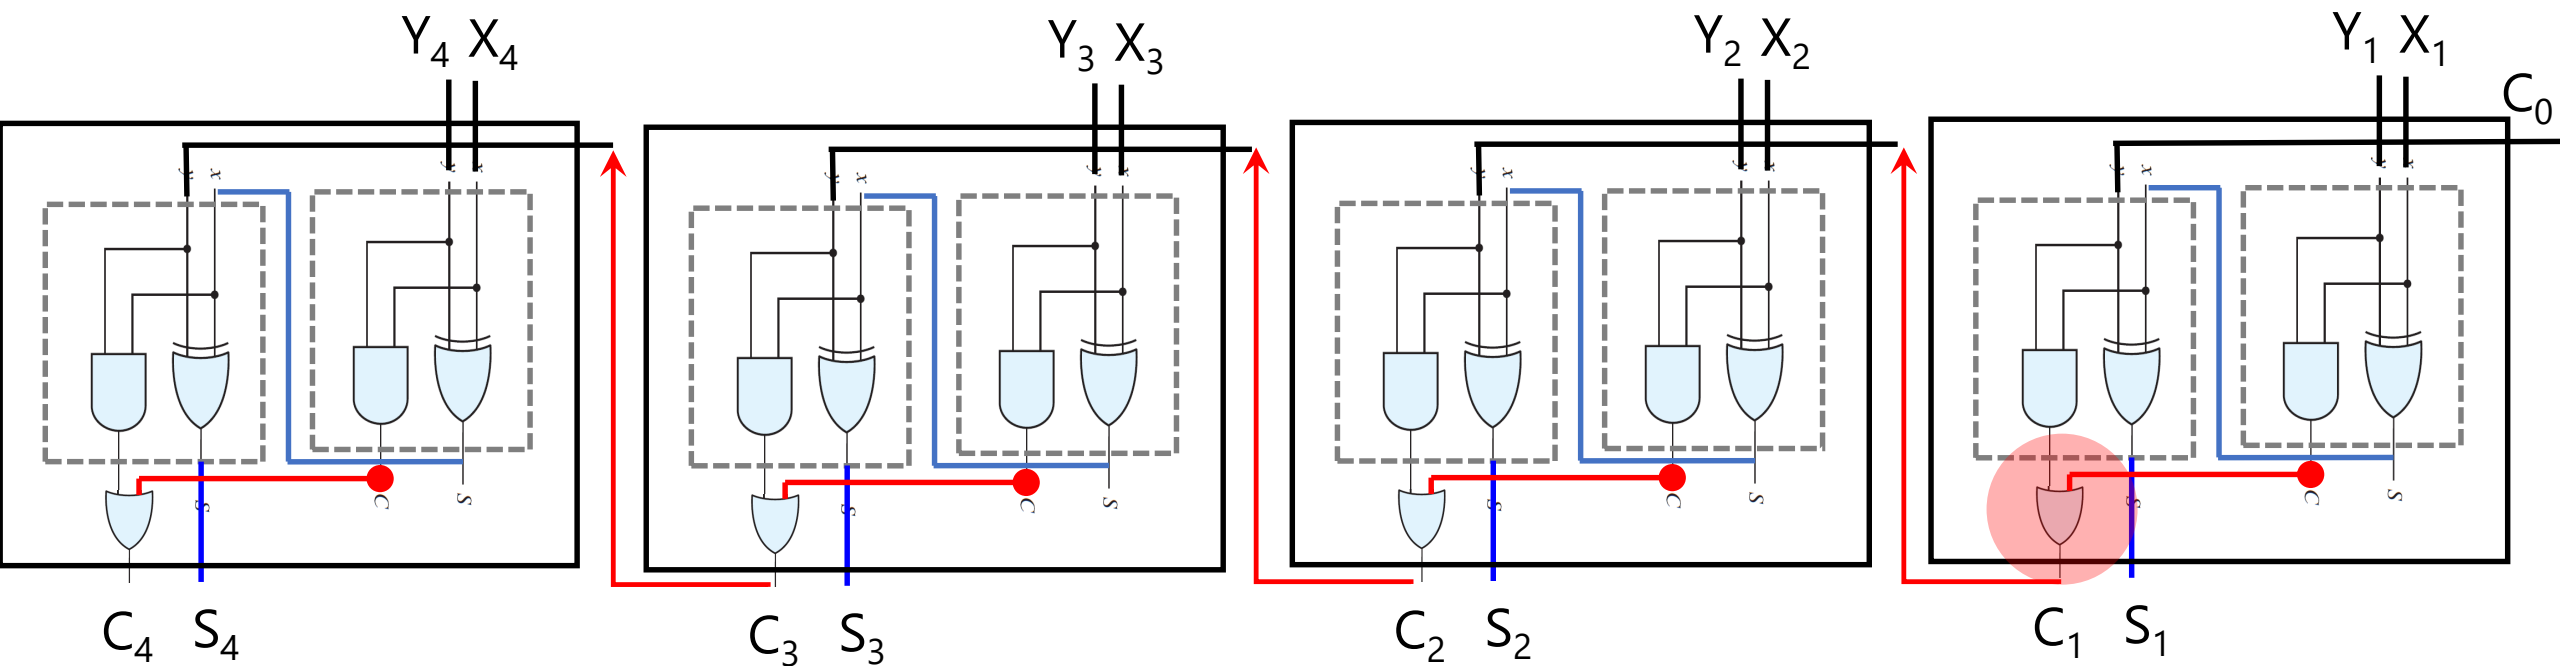 Y4 X4
Y3 X3
Y2 X2
Y1 X1
C0
y x
y x
y x
y x
y x
y x
y x
y x
S
C
S
S
C
S
S
C
S
S
C
S
C4 S4
C3 S3
C2 S2
C1 S1